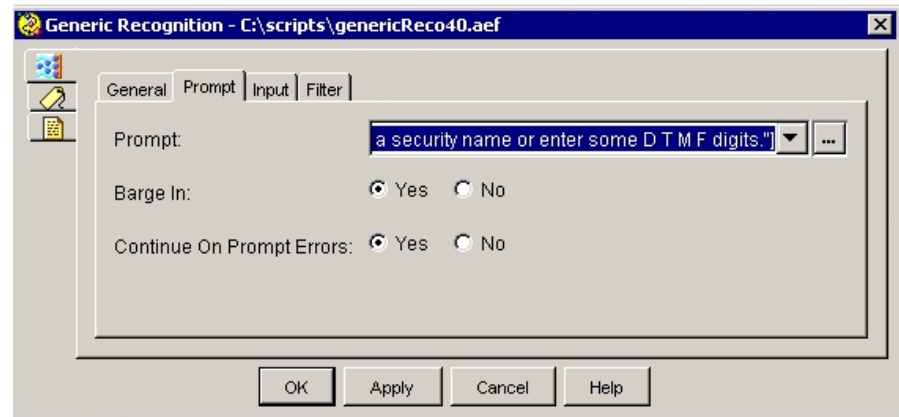 Generic Recognition - C:\scripts\genericReco40.aef
General Prompt Input Filter
Prompt: a security name or enter some D T M F digits."] ...
Barge In: Yes No
Continue On Prompt Errors: Yes No
OK Apply Cancel Help